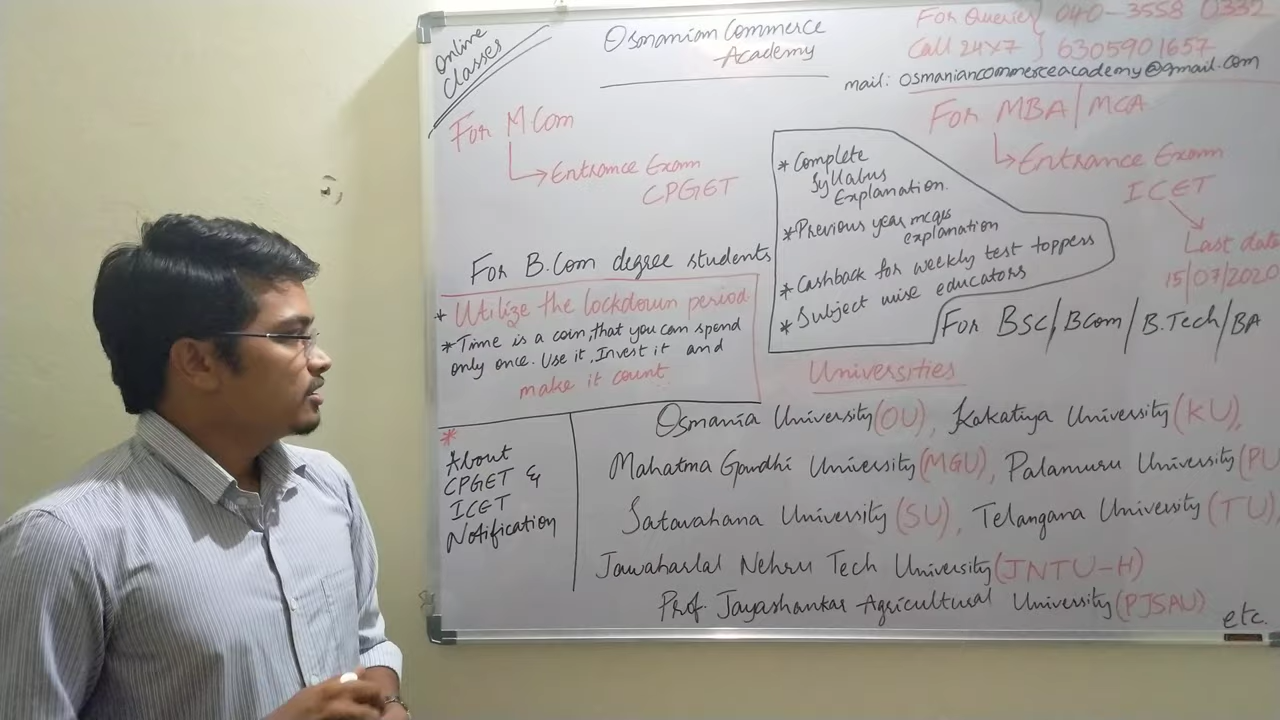 Online
Classes
Osmanian Commerce
Academy
For Queries } 040-3558 0332
Call 24x7 } 6305901657
mail: osmaniancommerceacademy@gmail.com
For M Com
Entrance Exam
CPGET
For MBA/MCA
Entrance Exam
ICET
Last date
15/07/2020
* Complete
Syllabus
Explanation.
* Previous year mcqs
explanation
* Cashback for weekly test toppers
* Subject wise educators
For B.Com degree students
* Utilize the lockdown period.
* Time is a coin, that you can spend
only once. Use it, Invest it and
make it count
For BSC/BCom/B.Tech/BA
Universities
Osmania University (OU), Kakatiya University (KU),
Mahatma Gandhi University (MGU), Palamuru University (PU
Satavahana University (SU), Telangana University (TU),
Jawaharlal Nehru Tech University (JNTU-H)
Prof. Jayashankar Agricultural University (PJSAU)
etc.
*
About
CPGET &
ICET
Notification